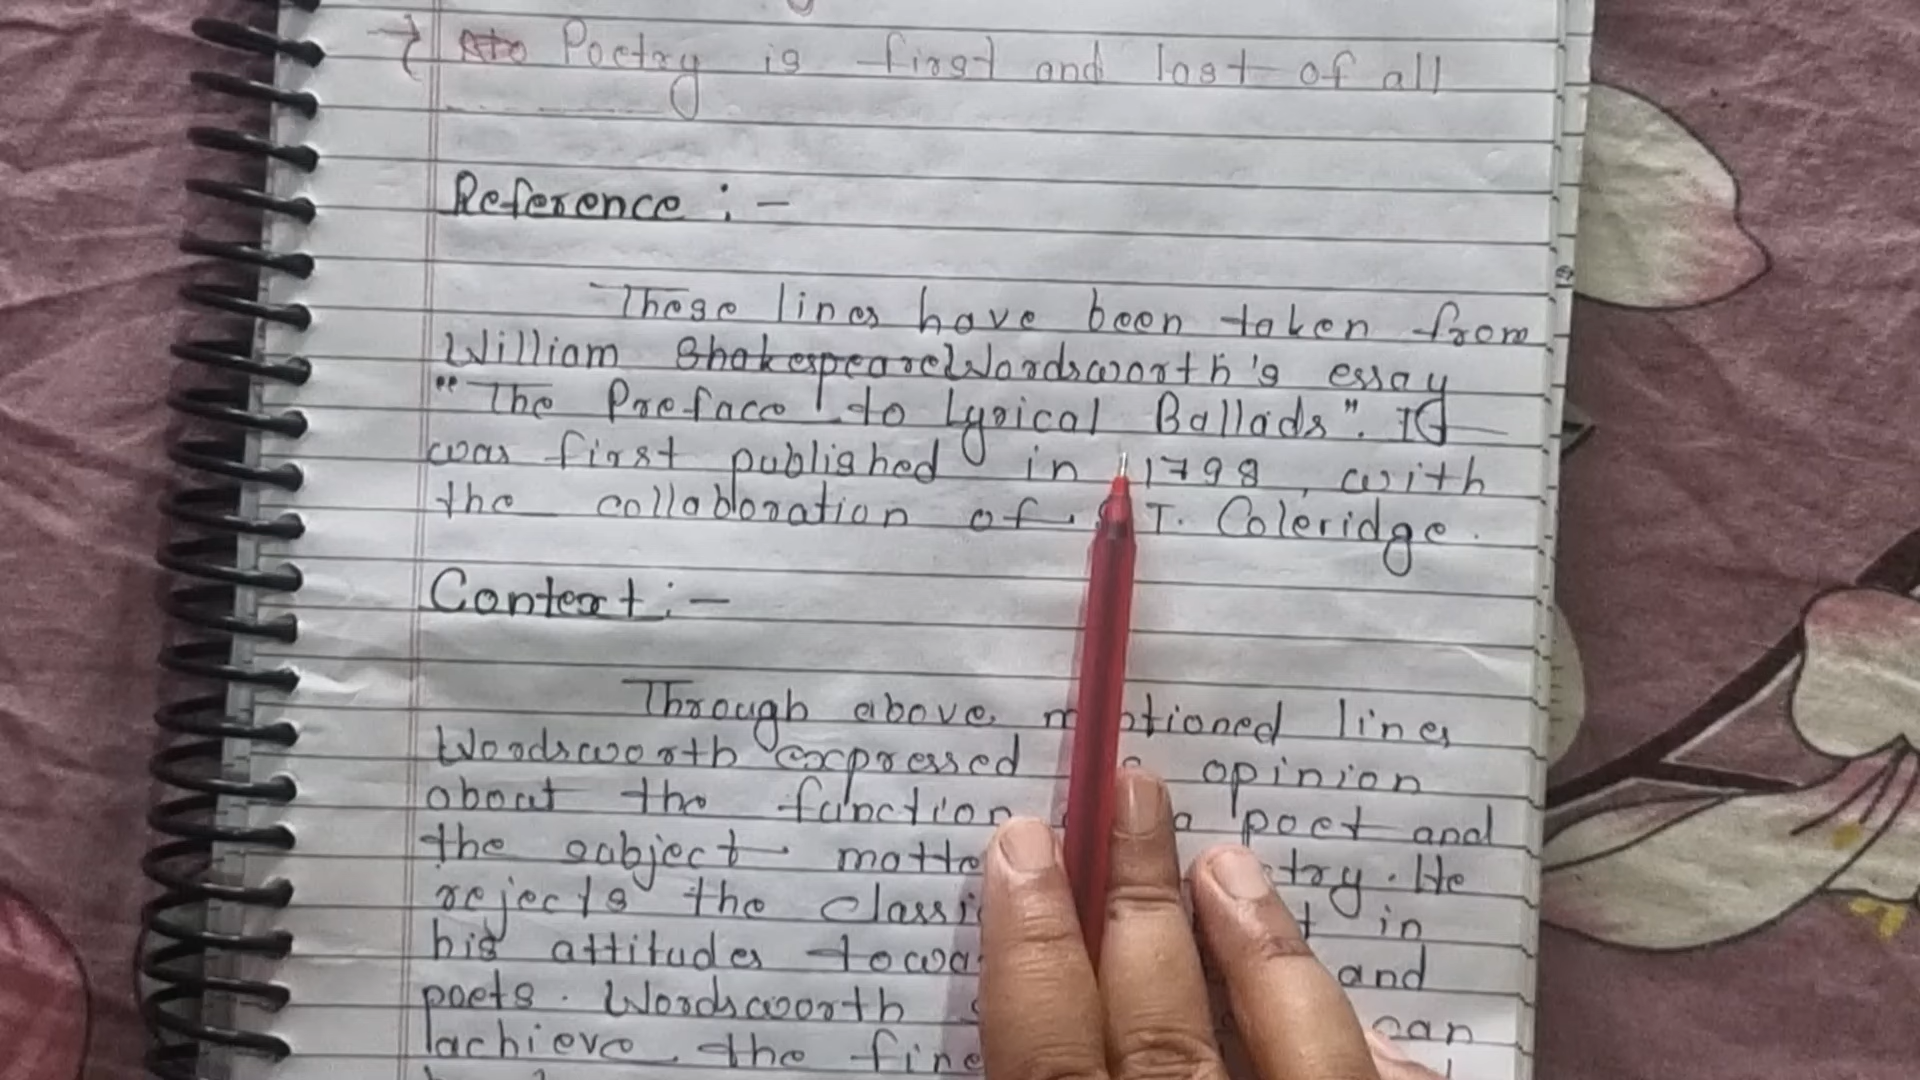 Poetry is first and last of all
Reference :-
These lines have been taken from
William Shakespeare Wordsworth's essay
"The Preface to Lyrical Ballads". It
was first published in 1798, with
the collaboration of S.T. Coleridge.
Context :-
Through above mentioned lines
Wordsworth expressed opinion
about the function a poet and
the subject He
rejects the in
his attitudes and
poets. Wordsworth can
achieve the fine